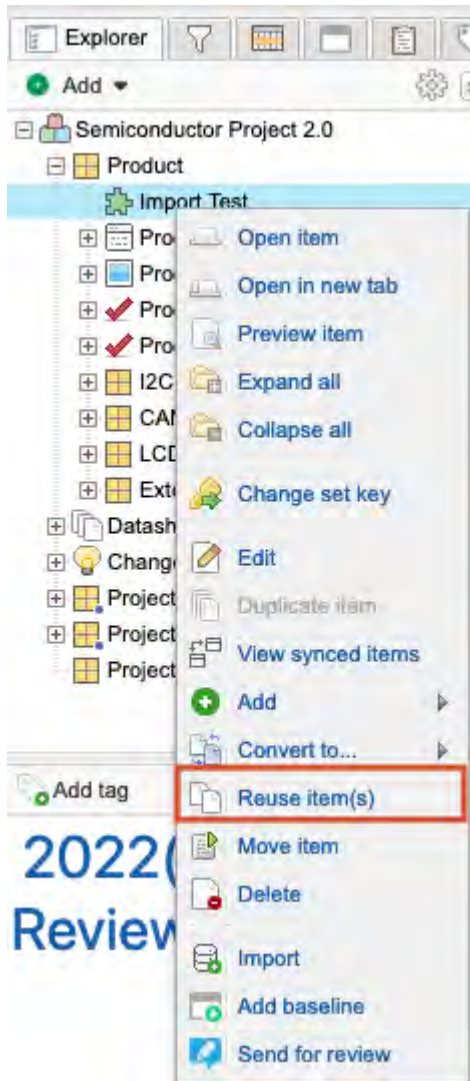 Explorer
Add
Semiconductor Project 2.0
Product
Import Test
Pro
Open item
Pro
Open in new tab
Pro
Preview item
Pro
I2C
Expand all
CAN
Collapse all
LCD
Exte
Change set key
Datash
Chang
Edit
Project
Duplicate item
Project
View synced items
Project
Add
Convert to...
Add tag
Reuse item(s)
2022(
Move item
Delete
Review
Import
Add baseline
Send for review